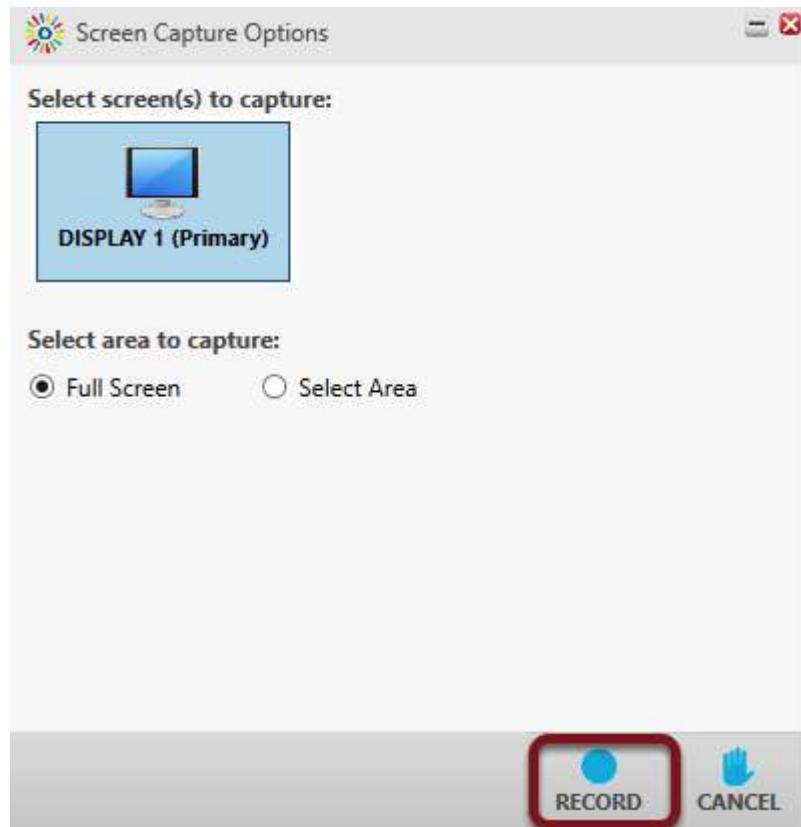 Screen Capture Options
Select screen(s) to capture:
DISPLAY 1 (Primary)
Select area to capture:
Full Screen Select Area
RECORD CANCEL